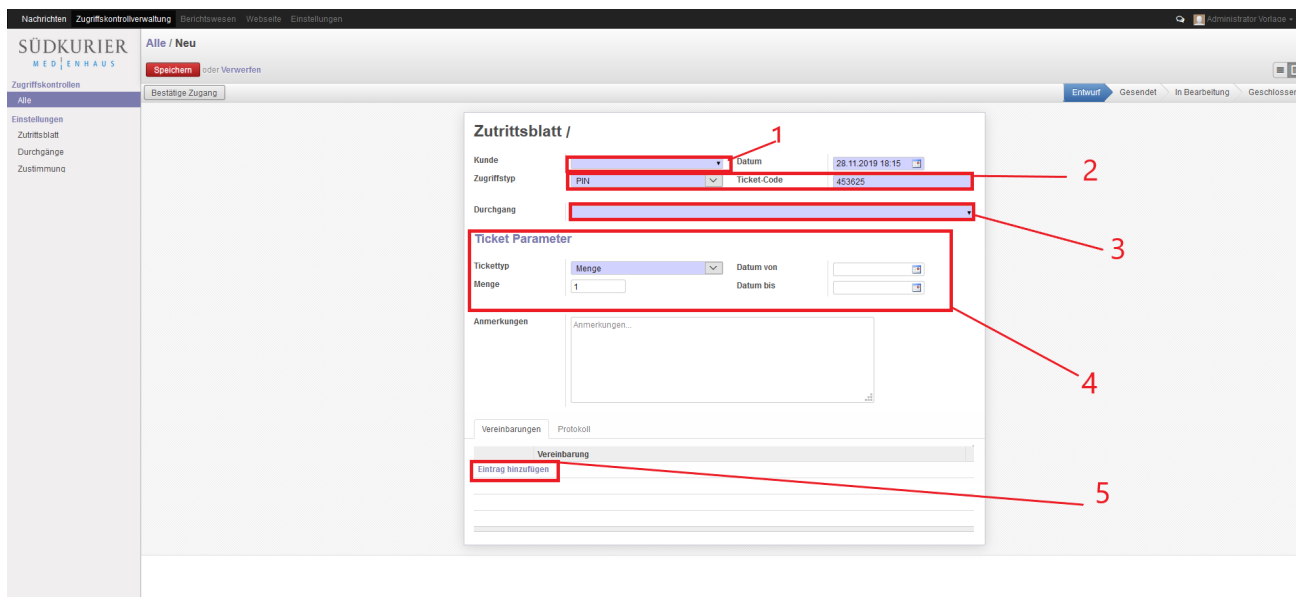 Nachrichten Zugriffskontrollverwaltung Berichtswesen Webseite Einstellungen Administrator Vorlage
SÜDKURIER
MEDIENHAUS
Alle / Neu
Speichern oder Verwerfen
Zugriffskontrollen
Bestätige Zugang Entwurf Gesendet In Bearbeitung Geschlossen
Alle
Einstellungen
Zutrittsblatt
Durchgänge
Zustimmung
Zutrittsblatt /
1
Kunde Datum 28.11.2019 18:15
Zugriffstyp PIN Ticket-Code 453625
2
Durchgang
3
Ticket Parameter
Tickettyp Menge Datum von
Menge 1 Datum bis
Anmerkungen Anmerkungen...
4
Vereinbarungen Protokoll
Vereinbarung
Eintrag hinzufügen
5